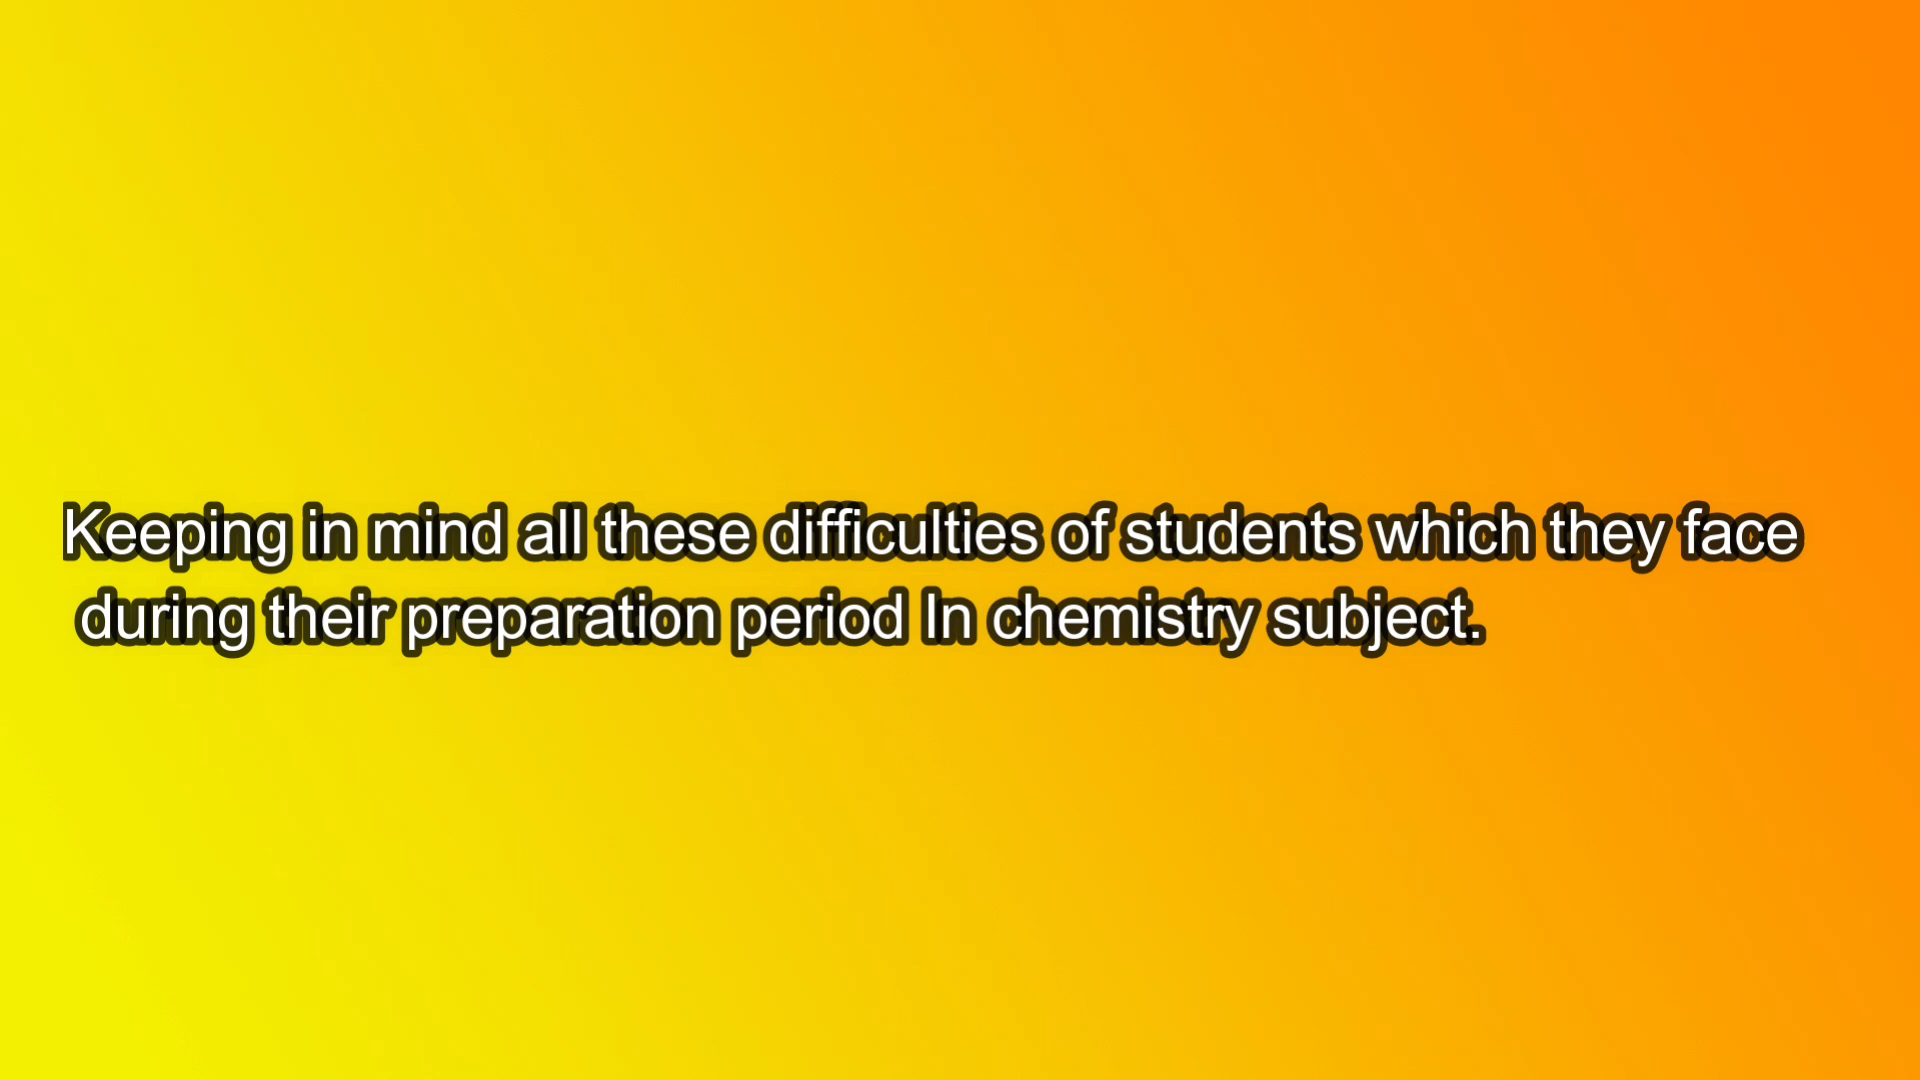 Keeping in mind all these difficulties of students which they face
during their preparation period In chemistry subject.